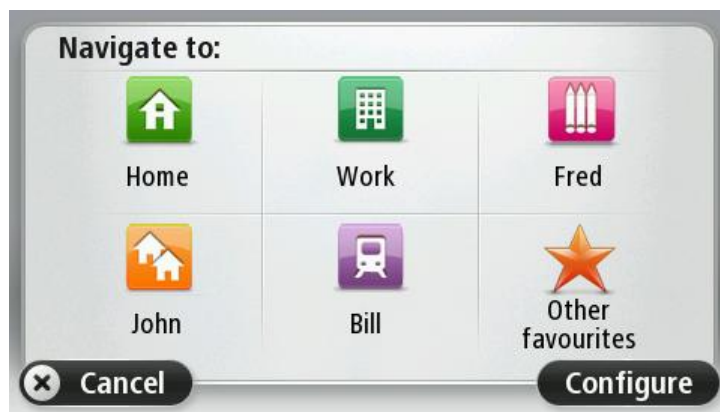 Navigate to:
Home
Work
Fred
John
Bill
Other
favourites
Cancel
Configure